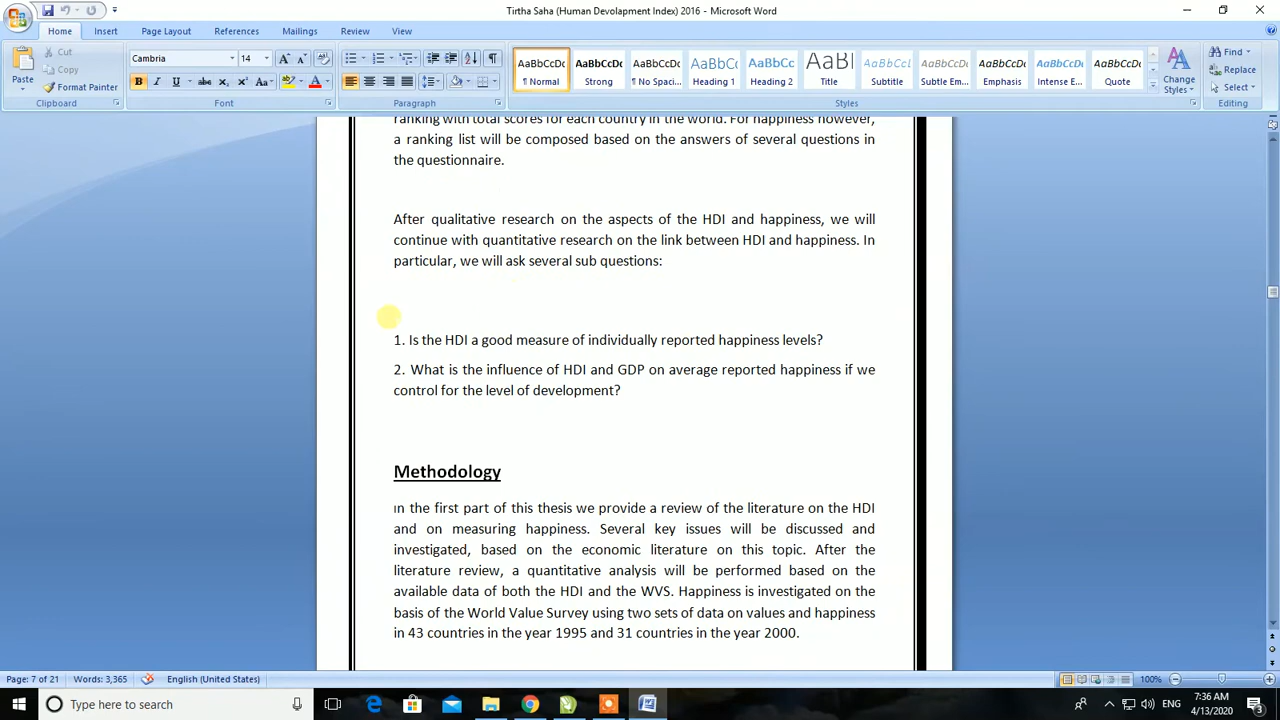 Tirtha Saha (Human Devolapment Index) 2016 - Microsoft Word
Home Insert Page Layout References Mailings Review View
Paste
Cut
Copy
Format Painter
Clipboard
Cambria 14
Font
Paragraph
AaBbCcDc AaBbCcDc AaBbCcDc AaBbC AaBbCc AaBl AaBbCcI AaBbCcDc AaBbCcDc AaBbCcDc AaBbCcDc
¶ Normal Strong ¶ No Spaci... Heading 1 Heading 2 Title Subtitle Subtle Em... Emphasis Intense E... Quote
Change
Styles
Styles
Find
Replace
Select
Editing
ranking with total scores for each country in the world. For happiness however,
a ranking list will be composed based on the answers of several questions in
the questionnaire.
After qualitative research on the aspects of the HDI and happiness, we will
continue with quantitative research on the link between HDI and happiness. In
particular, we will ask several sub questions:
1. Is the HDI a good measure of individually reported happiness levels?
2. What is the influence of HDI and GDP on average reported happiness if we
control for the level of development?
Methodology
In the first part of this thesis we provide a review of the literature on the HDI
and on measuring happiness. Several key issues will be discussed and
investigated, based on the economic literature on this topic. After the
literature review, a quantitative analysis will be performed based on the
available data of both the HDI and the WVS. Happiness is investigated on the
basis of the World Value Survey using two sets of data on values and happiness
in 43 countries in the year 1995 and 31 countries in the year 2000.
Page: 7 of 21 Words: 3,365 English (United States) 100%
Type here to search
ENG
7:36 AM
4/13/2020